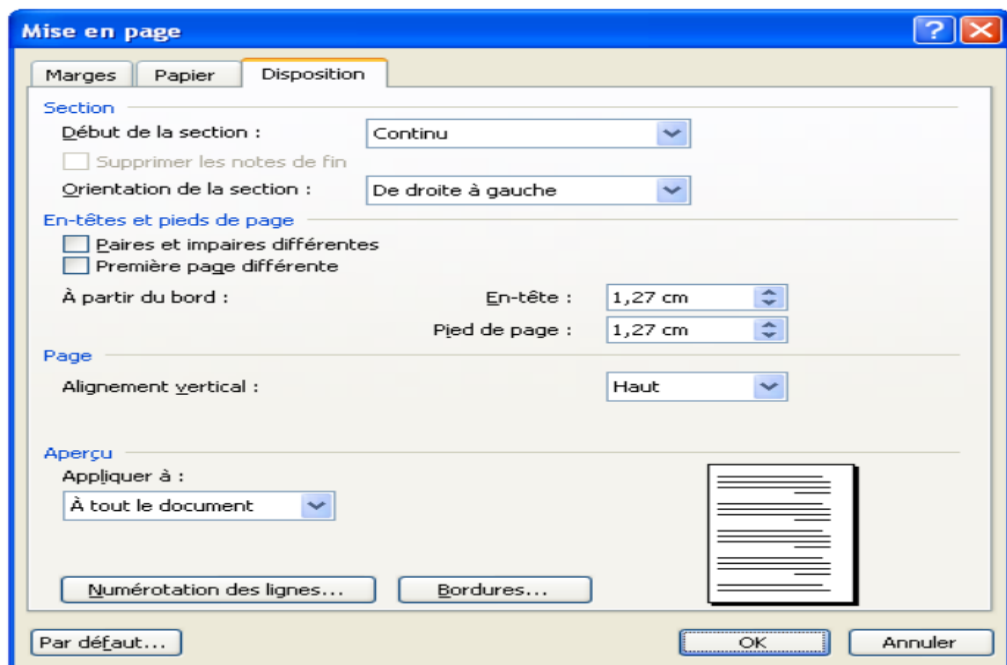 Mise en page
Marges Papier Disposition
Section
Début de la section : Continu
Supprimer les notes de fin
Orientation de la section : De droite à gauche
En-têtes et pieds de page
Paires et impaires différentes
Première page différente
À partir du bord : En-tête : 1,27 cm
Pied de page : 1,27 cm
Page
Alignement vertical : Haut
Aperçu
Appliquer à :
À tout le document
Numérotation des lignes... Bordures...
Par défaut... OK Annuler